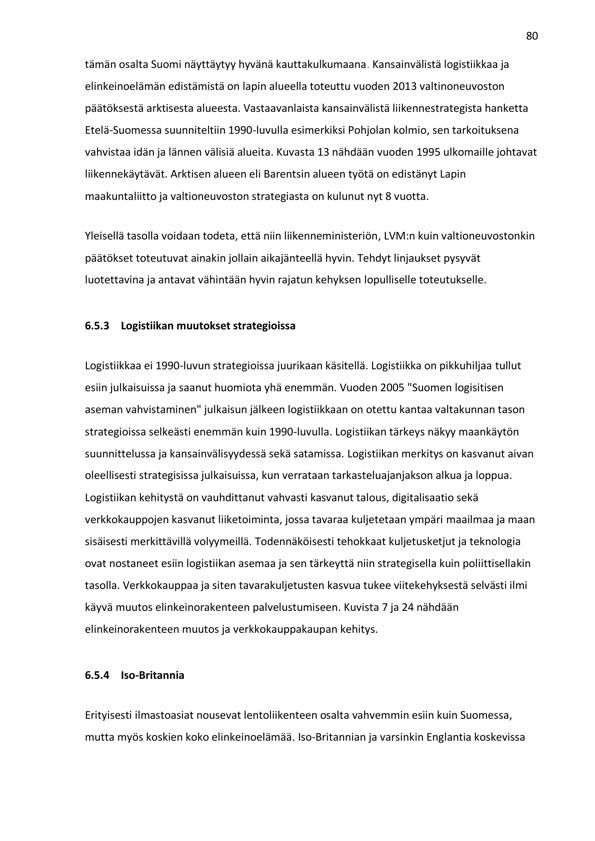 80
tämän osalta Suomi näyttäytyy hyvänä kauttakulkumaana. Kansainvälistä logistiikkaa ja
elinkeinoelämän edistämistä on lapin alueella toteuttu vuoden 2013 valtinoneuvoston
päätöksestä arktisesta alueesta. Vastaavanlaista kansainvälistä liikennestrategista hanketta
Etelä-Suomessa suunniteltiin 1990-luvulla esimerkiksi Pohjolan kolmio, sen tarkoituksena
vahvistaa idän ja lännen välisiä alueita. Kuvasta 13 nähdään vuoden 1995 ulkomaille johtavat
liikennekäytävät. Arktisen alueen eli Barentsin alueen työtä on edistänyt Lapin
maakuntaliitto ja valtioneuvoston strategiasta on kulunut nyt 8 vuotta.
Yleisellä tasolla voidaan todeta, että niin liikenneministeriön, LVM:n kuin valtioneuvostonkin
päätökset toteutuvat ainakin jollain aikajänteellä hyvin. Tehdyt linjaukset pysyvät
luotettavina ja antavat vähintään hyvin rajatun kehyksen lopulliselle toteutukselle.
6.5.3 Logistiikan muutokset strategioissa
Logistiikkaa ei 1990-luvun strategioissa juurikaan käsitellä. Logistiikka on pikkuhiljaa tullut
esiin julkaisuissa ja saanut huomiota yhä enemmän. Vuoden 2005 "Suomen logisitisen
aseman vahvistaminen" julkaisun jälkeen logistiikkaan on otettu kantaa valtakunnan tason
strategioissa selkeästi enemmän kuin 1990-luvulla. Logistiikan tärkeys näkyy maankäytön
suunnittelussa ja kansainvälisyydessä sekä satamissa. Logistiikan merkitys on kasvanut aivan
oleellisesti strategisissa julkaisuissa, kun verrataan tarkasteluajanjakson alkua ja loppua.
Logistiikan kehitystä on vauhdittanut vahvasti kasvanut talous, digitalisaatio sekä
verkkokauppojen kasvanut liiketoiminta, jossa tavaraa kuljetetaan ympäri maailmaa ja maan
sisäisesti merkittävillä volyymeillä. Todennäköisesti tehokkaat kuljetusketjut ja teknologia
ovat nostaneet esiin logistiikan asemaa ja sen tärkeyttä niin strategisella kuin poliittisellakin
tasolla. Verkkokauppaa ja siten tavarakuljetusten kasvua tukee viitekehyksestä selvästi ilmi
käyvä muutos elinkeinorakenteen palvelustumiseen. Kuvista 7 ja 24 nähdään
elinkeinorakenteen muutos ja verkkokauppakaupan kehitys.
6.5.4 Iso-Britannia
Erityisesti ilmastoasiat nousevat lentoliikenteen osalta vahvemmin esiin kuin Suomessa,
mutta myös koskien koko elinkeinoelämää. Iso-Britannian ja varsinkin Englantia koskevissa